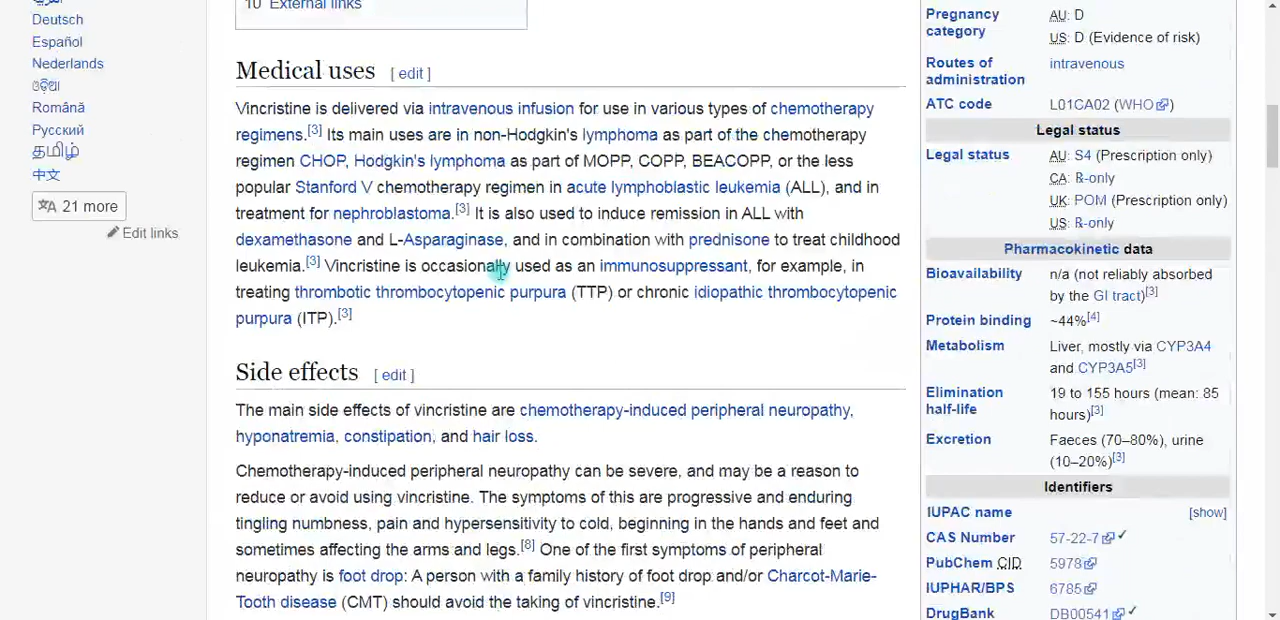 10 External links
العربية
Deutsch
Español
Nederlands
ଓଡ଼ିଆ
Română
Русский
தமிழ்
中文
21 more
Edit links
Medical uses [ edit ]
Vincristine is delivered via intravenous infusion for use in various types of chemotherapy
regimens.[3] Its main uses are in non-Hodgkin's lymphoma as part of the chemotherapy
regimen CHOP, Hodgkin's lymphoma as part of MOPP, COPP, BEACOPP, or the less
popular Stanford V chemotherapy regimen in acute lymphoblastic leukemia (ALL), and in
treatment for nephroblastoma.[3] It is also used to induce remission in ALL with
dexamethasone and L-Asparaginase, and in combination with prednisone to treat childhood
leukemia.[3] Vincristine is occasionally used as an immunosuppressant, for example, in
treating thrombotic thrombocytopenic purpura (TTP) or chronic idiopathic thrombocytopenic
purpura (ITP).[3]
Side effects [ edit ]
The main side effects of vincristine are chemotherapy-induced peripheral neuropathy,
hyponatremia, constipation, and hair loss.
Chemotherapy-induced peripheral neuropathy can be severe, and may be a reason to
reduce or avoid using vincristine. The symptoms of this are progressive and enduring
tingling numbness, pain and hypersensitivity to cold, beginning in the hands and feet and
sometimes affecting the arms and legs.[8] One of the first symptoms of peripheral
neuropathy is foot drop: A person with a family history of foot drop and/or Charcot-Marie-
Tooth disease (CMT) should avoid the taking of vincristine.[9]
Pregnancy category AU: D
US: D (Evidence of risk)
Routes of administration intravenous
ATC code L01CA02 (WHO)
Legal status
Legal status AU: S4 (Prescription only)
CA: ℞-only
UK: POM (Prescription only)
US: ℞-only
Pharmacokinetic data
Bioavailability n/a (not reliably absorbed
by the GI tract)[3]
Protein binding ~44%[4]
Metabolism Liver, mostly via CYP3A4
and CYP3A5[3]
Elimination half-life 19 to 155 hours (mean: 85
hours)[3]
Excretion Faeces (70–80%), urine
(10–20%)[3]
Identifiers
IUPAC name [show]
CAS Number 57-22-7 ✓
PubChem CID 5978
IUPHAR/BPS 6785
DrugBank DB00541 ✓